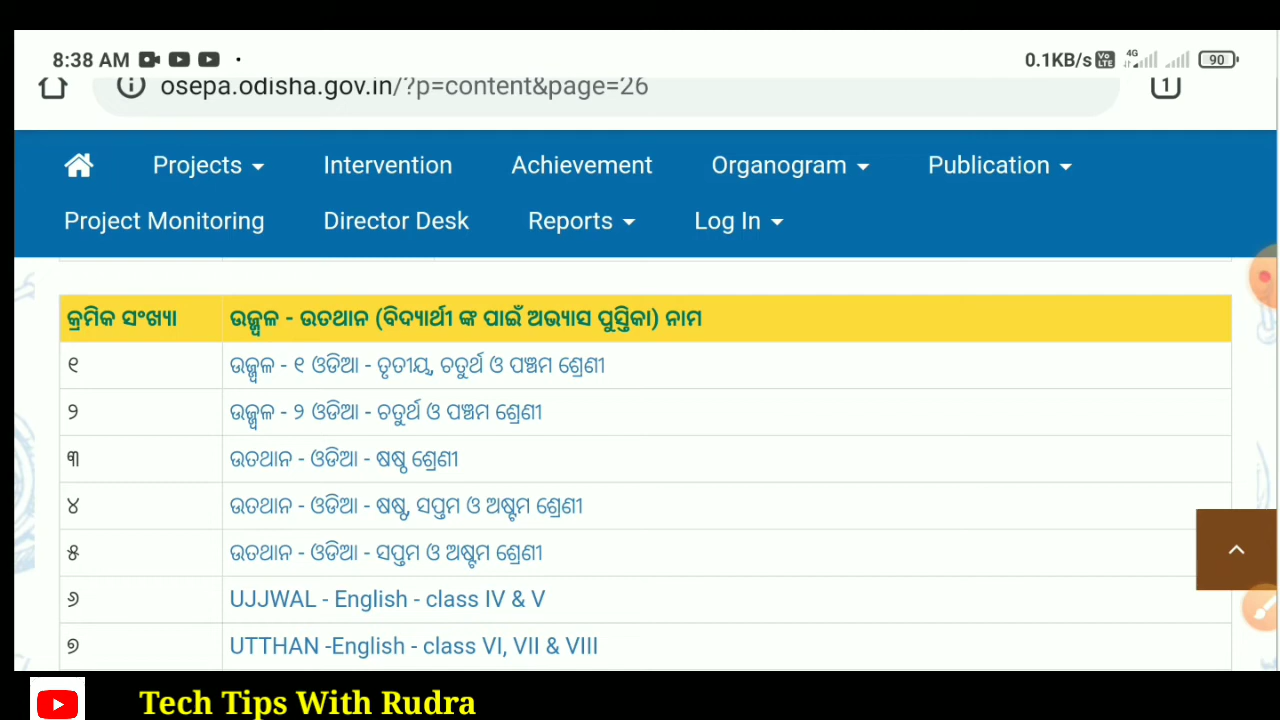 8:38 AM
0.1KB/s Vo LTE 4G 90
osepa.odisha.gov.in/?p=content&page=26
1
Projects Intervention Achievement Organogram Publication
Project Monitoring Director Desk Reports Log In
କ୍ରମିକ ସଂଖ୍ୟା ଉଜ୍ଜ୍ୱଳ - ଉତଥାନ (ବିଦ୍ୟାର୍ଥୀ ଙ୍କ ପାଇଁ ଅଭ୍ୟାସ ପୁସ୍ତିକା) ନାମ
୧ ଉଜ୍ଜ୍ୱଳ - ୧ ଓଡିଆ - ତୃତୀୟ, ଚତୁର୍ଥ ଓ ପଞ୍ଚମ ଶ୍ରେଣୀ
୨ ଉଜ୍ଜ୍ୱଳ - ୨ ଓଡିଆ - ଚତୁର୍ଥ ଓ ପଞ୍ଚମ ଶ୍ରେଣୀ
୩ ଉତଥାନ - ଓଡିଆ - ଷଷ୍ଠ ଶ୍ରେଣୀ
୪ ଉତଥାନ - ଓଡିଆ - ଷଷ୍ଠ, ସପ୍ତମ ଓ ଅଷ୍ଟମ ଶ୍ରେଣୀ
୫ ଉତଥାନ - ଓଡିଆ - ସପ୍ତମ ଓ ଅଷ୍ଟମ ଶ୍ରେଣୀ
୬ UJJWAL - English - class IV & V
୭ UTTHAN -English - class VI, VII & VIII
Tech Tips With Rudra